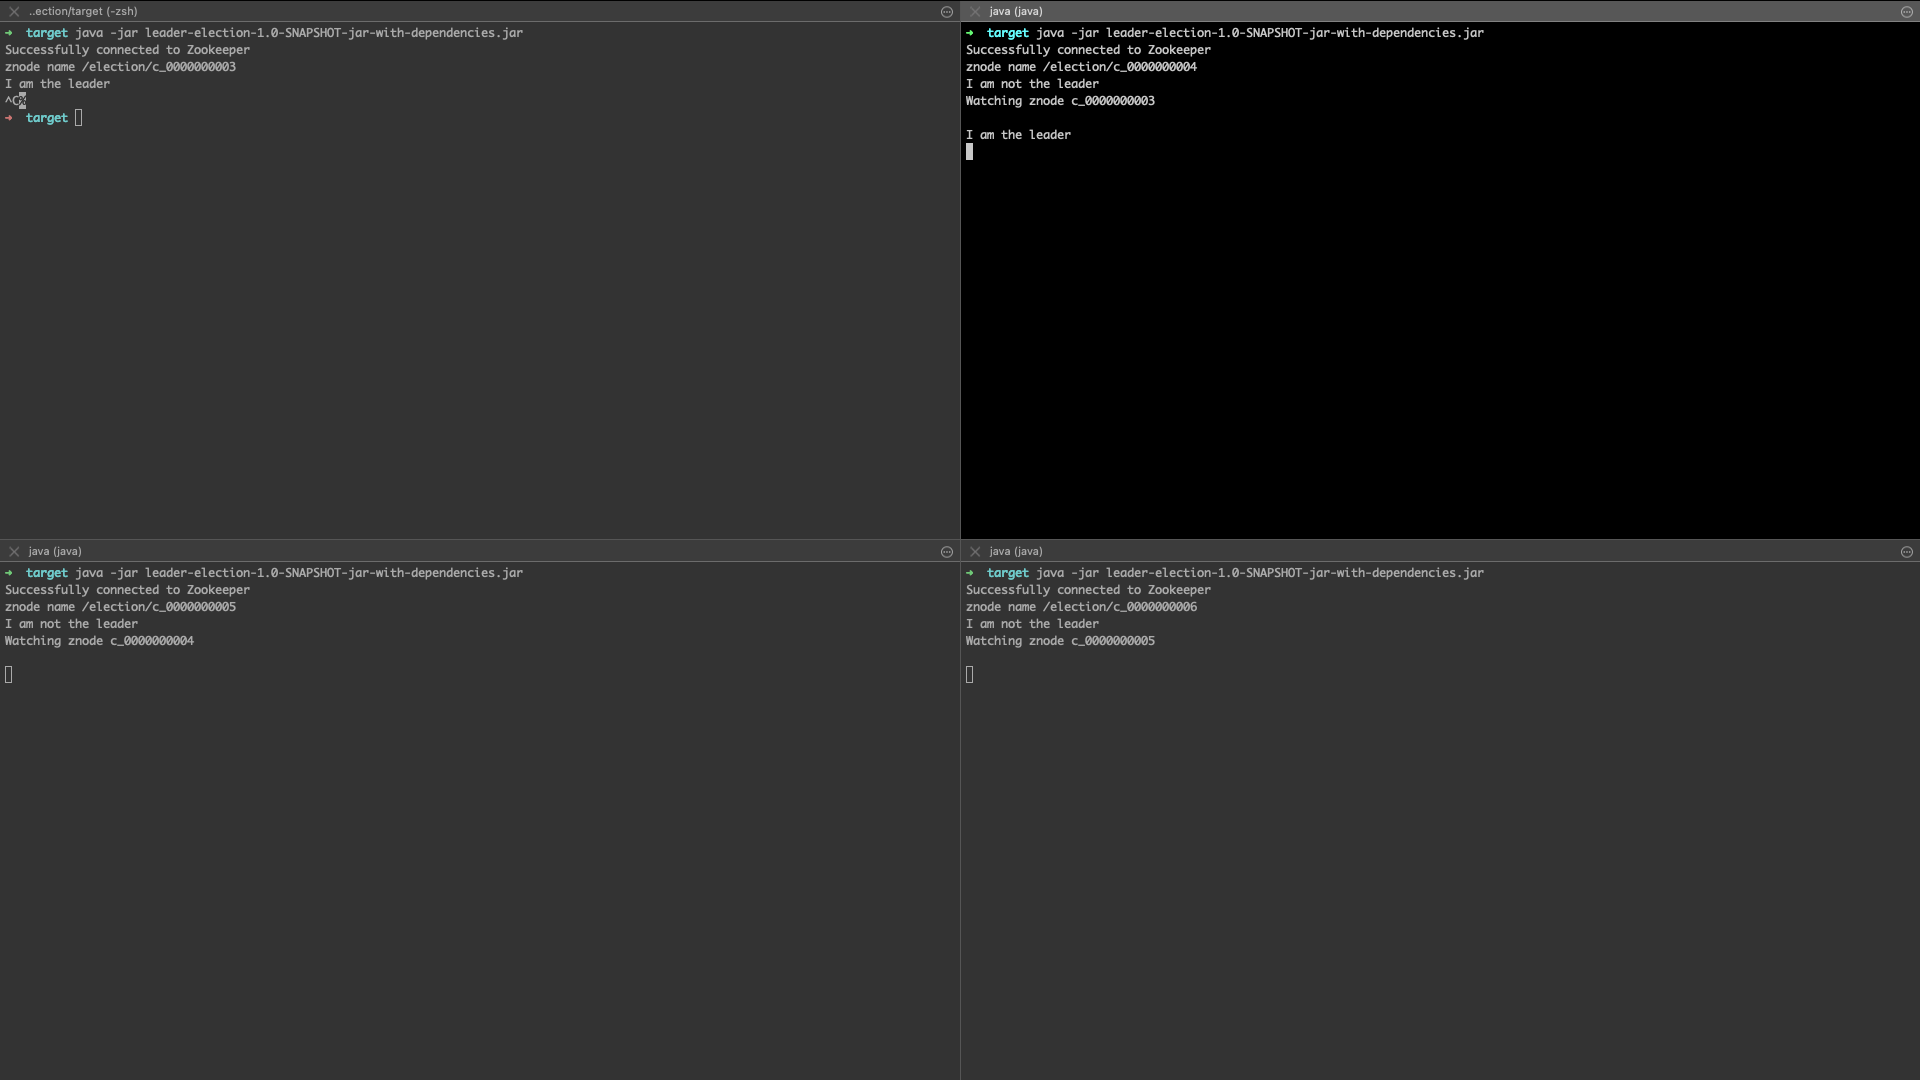 ..ection/target (-zsh)
➜ target java -jar leader-election-1.0-SNAPSHOT-jar-with-dependencies.jar
Successfully connected to Zookeeper
znode name /election/c_0000000003
I am the leader
^C%
➜ target
java (java)
➜ target java -jar leader-election-1.0-SNAPSHOT-jar-with-dependencies.jar
Successfully connected to Zookeeper
znode name /election/c_0000000004
I am not the leader
Watching znode c_0000000003
I am the leader
java (java)
➜ target java -jar leader-election-1.0-SNAPSHOT-jar-with-dependencies.jar
Successfully connected to Zookeeper
znode name /election/c_0000000005
I am not the leader
Watching znode c_0000000004
java (java)
➜ target java -jar leader-election-1.0-SNAPSHOT-jar-with-dependencies.jar
Successfully connected to Zookeeper
znode name /election/c_0000000006
I am not the leader
Watching znode c_0000000005